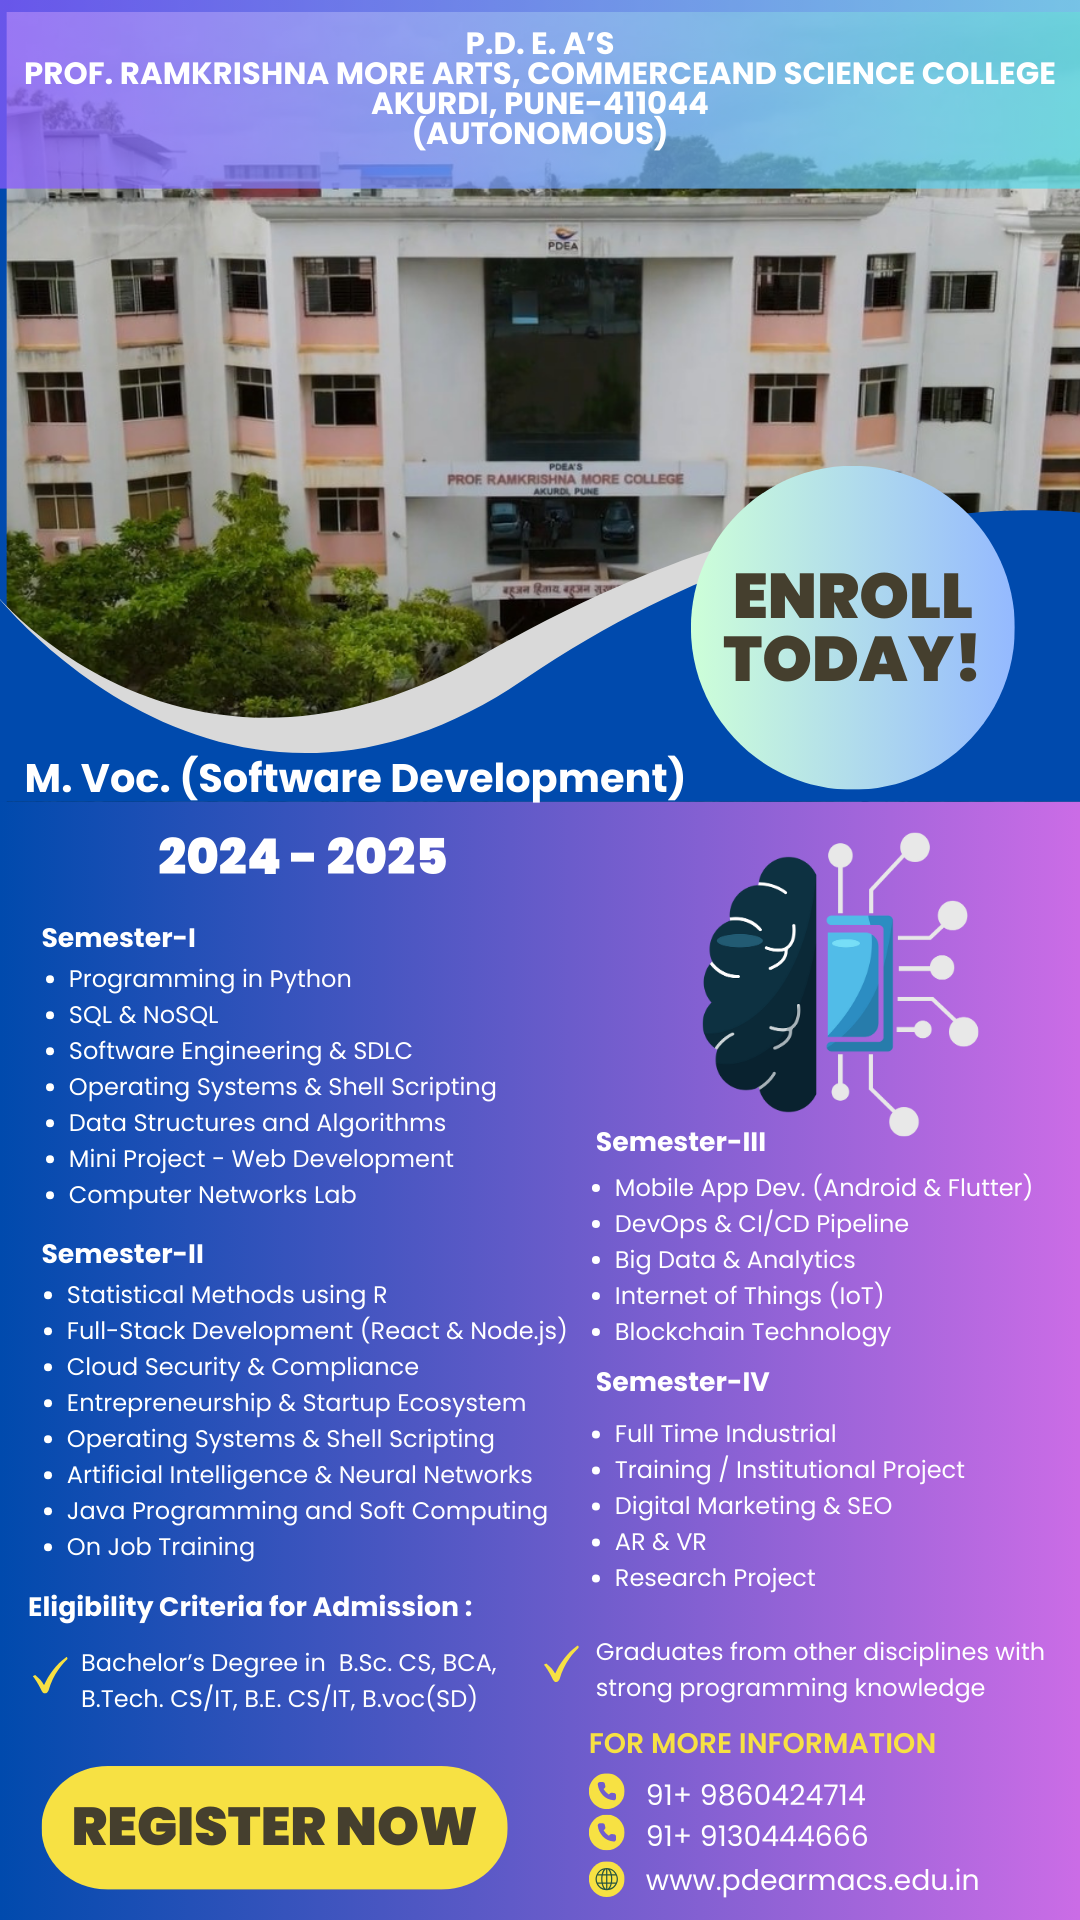 P.D. E. A’S
PROF. RAMKRISHNA MORE ARTS, COMMERCEAND SCIENCE COLLEGE
AKURDI, PUNE-411044
(AUTONOMOUS)
PDEA
PDEA'S
PROF. RAMKRISHNA MORE COLLEGE
AKURDI, PUNE
बहुजन हिताय, बहुजन
ENROLL
TODAY!
M. Voc. (Software Development)
2024 - 2025
Semester-I
• Programming in Python
• SQL & NoSQL
• Software Engineering & SDLC
• Operating Systems & Shell Scripting
• Data Structures and Algorithms
• Mini Project - Web Development
• Computer Networks Lab
Semester-II
• Statistical Methods using R
• Full-Stack Development (React & Node.js)
• Cloud Security & Compliance
• Entrepreneurship & Startup Ecosystem
• Operating Systems & Shell Scripting
• Artificial Intelligence & Neural Networks
• Java Programming and Soft Computing
• On Job Training
Semester-III
• Mobile App Dev. (Android & Flutter)
• DevOps & CI/CD Pipeline
• Big Data & Analytics
• Internet of Things (IoT)
• Blockchain Technology
Semester-IV
• Full Time Industrial
• Training / Institutional Project
• Digital Marketing & SEO
• AR & VR
• Research Project
Eligibility Criteria for Admission :
Bachelor’s Degree in B.Sc. CS, BCA,
B.Tech. CS/IT, B.E. CS/IT, B.voc(SD)
Graduates from other disciplines with
strong programming knowledge
REGISTER NOW
FOR MORE INFORMATION
91+ 9860424714
91+ 9130444666
www.pdearmacs.edu.in